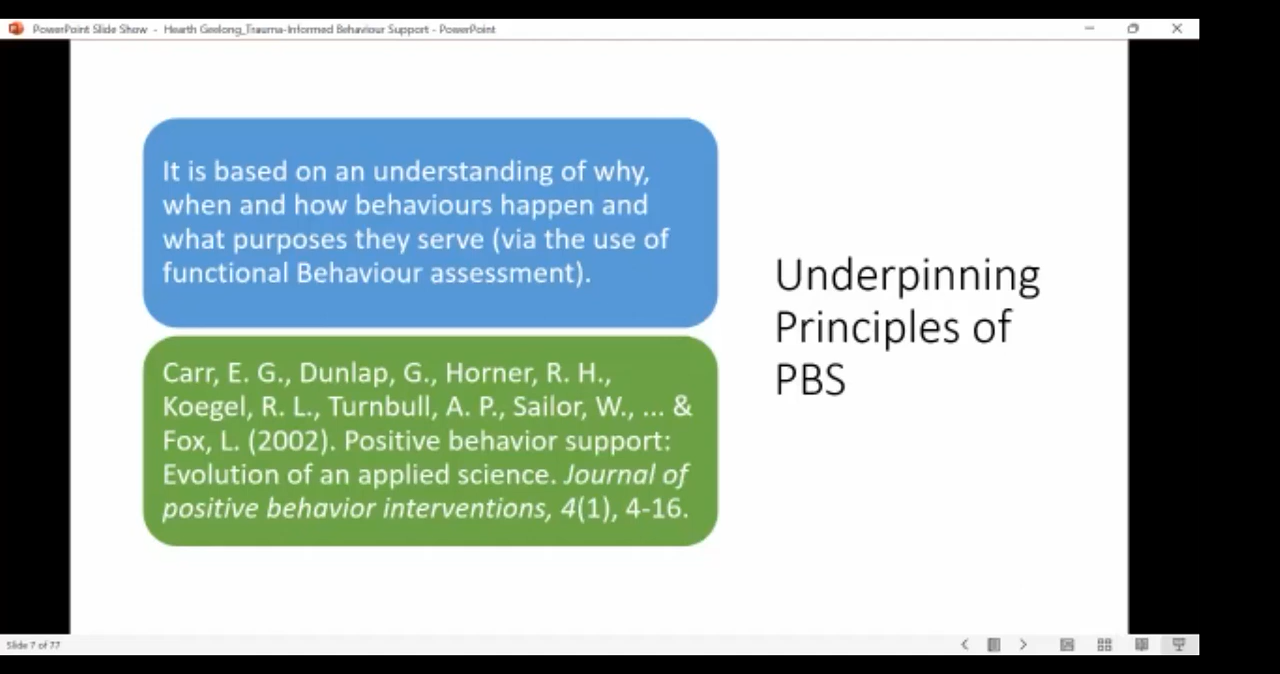 PowerPoint Slide Show - Hearth Geelong_Trauma-Informed Behaviour Support - PowerPoint
It is based on an understanding of why,
when and how behaviours happen and
what purposes they serve (via the use of
functional Behaviour assessment).
Carr, E. G., Dunlap, G., Horner, R. H.,
Koegel, R. L., Turnbull, A. P., Sailor, W., ... &
Fox, L. (2002). Positive behavior support:
Evolution of an applied science. Journal of
positive behavior interventions, 4(1), 4-16.
Underpinning
Principles of
PBS
Slide 7 of 77